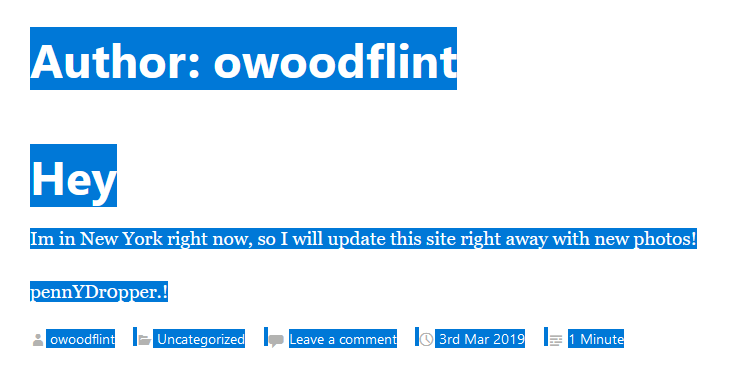 Author: owoodflint
Hey
Im in New York right now, so I will update this site right away with new photos!
pennYDr0pper.!
owoodflint Uncategorized Leave a comment 3rd Mar 2019 1 Minute